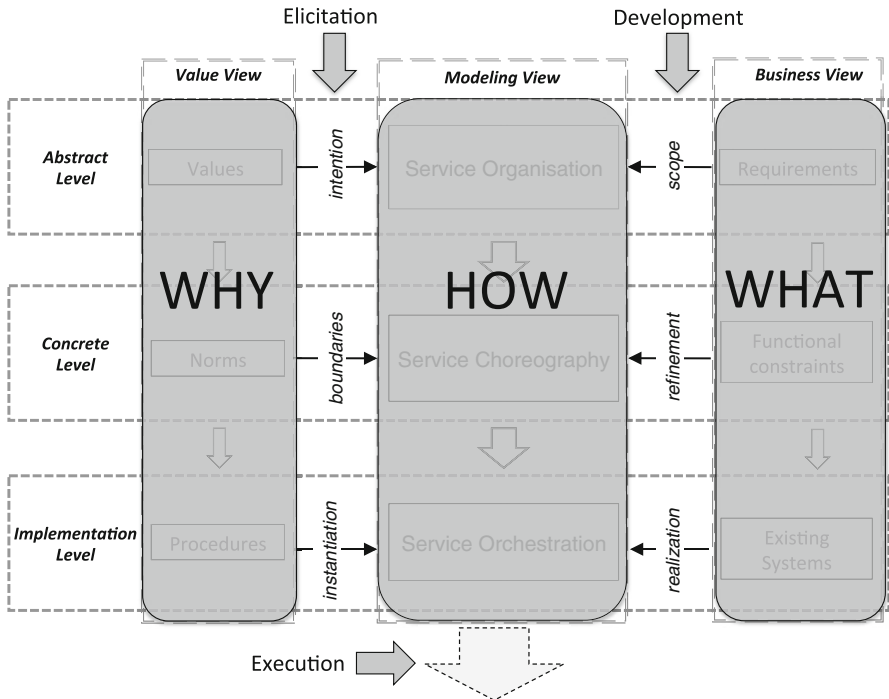 Elicitation
Development
Value View
Modeling View
Business View
Abstract
Level
Values
intention
Service Organisation
scope
Requirements
WHY
HOW
WHAT
Concrete
Level
Norms
boundaries
Service Choreography
refinement
Functional
constraints
Implementation
Level
Procedures
instantiation
Service Orchestration
realization
Existing
Systems
Execution